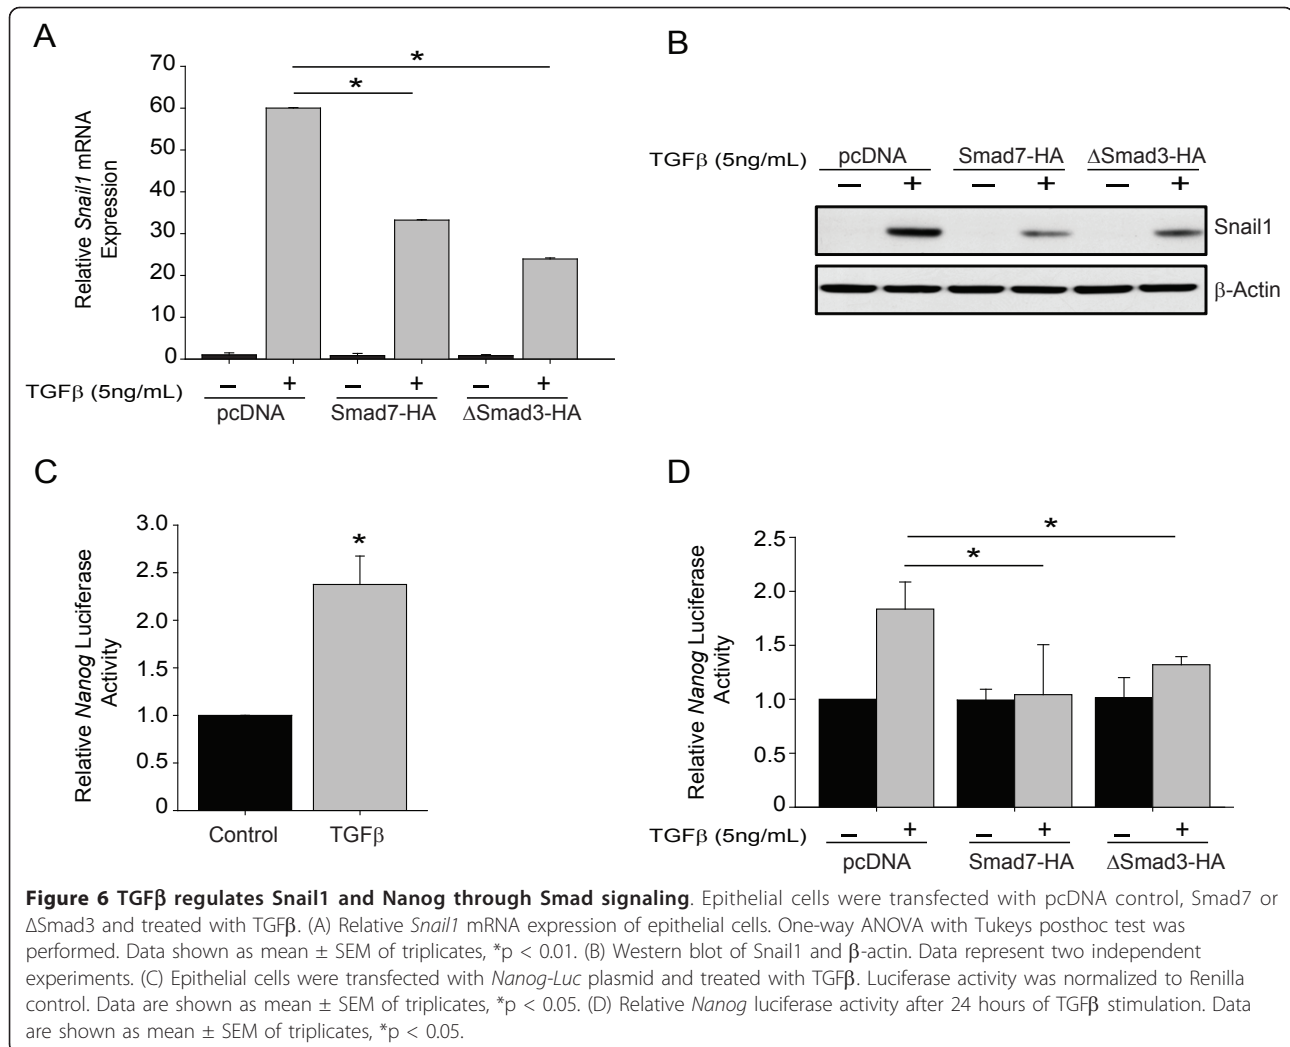 A
Relative Snail1 mRNA
Expression
70
60
50
40
30
20
10
0
*
*
TGFβ (5ng/mL)
– + – + – +
pcDNA Smad7-HA ΔSmad3-HA
B
TGFβ (5ng/mL)
pcDNA Smad7-HA ΔSmad3-HA
– + – + – +
Snail1
β-Actin
C
Relative Nanog Luciferase
Activity
3.0
2.5
2.0
1.5
1.0
0.5
0
*
Control TGFβ
D
Relative Nanog Luciferase
Activity
2.5
2.0
1.5
1.0
0.5
0
*
*
TGFβ (5ng/mL)
– + – + – +
pcDNA Smad7-HA ΔSmad3-HA
Figure 6 TGFβ regulates Snail1 and Nanog through Smad signaling. Epithelial cells were transfected with pcDNA control, Smad7 or
ΔSmad3 and treated with TGFβ. (A) Relative Snail1 mRNA expression of epithelial cells. One-way ANOVA with Tukeys posthoc test was
performed. Data shown as mean ± SEM of triplicates, *p < 0.01. (B) Western blot of Snail1 and β-actin. Data represent two independent
experiments. (C) Epithelial cells were transfected with Nanog-Luc plasmid and treated with TGFβ. Luciferase activity was normalized to Renilla
control. Data are shown as mean ± SEM of triplicates, *p < 0.05. (D) Relative Nanog luciferase activity after 24 hours of TGFβ stimulation. Data
are shown as mean ± SEM of triplicates, *p < 0.05.